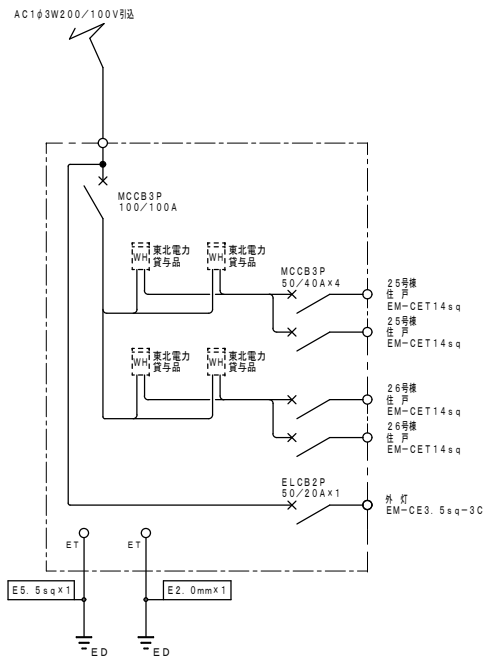 AC1φ3W200/100V引込
MCCB3P
100/100A
WH
東北電力
貸与品
WH
東北電力
貸与品
MCCB3P
50/40A×4
25号棟
住 戸
EM-CET14sq
25号棟
住 戸
EM-CET14sq
WH
東北電力
貸与品
WH
東北電力
貸与品
26号棟
住 戸
EM-CET14sq
26号棟
住 戸
EM-CET14sq
ELCB2P
50/20A×1
外 灯
EM-CE3.5sq-3C
ET
ET
E5.5sq×1
E2.0mm×1
ED
ED